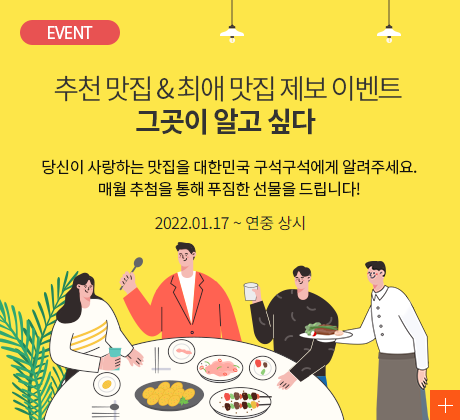 EVENT
추천 맛집 & 최애 맛집 제보 이벤트
그곳이 알고 싶다
당신이 사랑하는 맛집을 대한민국 구석구석에게 알려주세요.
매월 추첨을 통해 푸짐한 선물을 드립니다!
2022.01.17 ~ 연중 상시